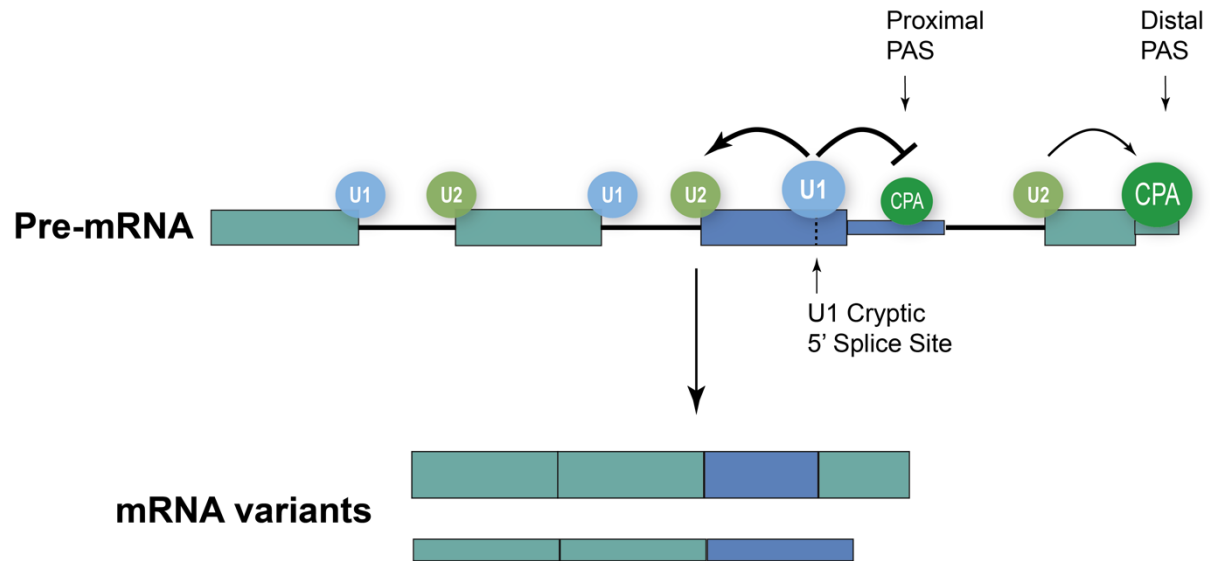 Proximal
PAS
Distal
PAS
U1
U2
U1
U2
U1
CPA
U2
CPA
Pre-mRNA
U1 Cryptic
5’ Splice Site
mRNA variants